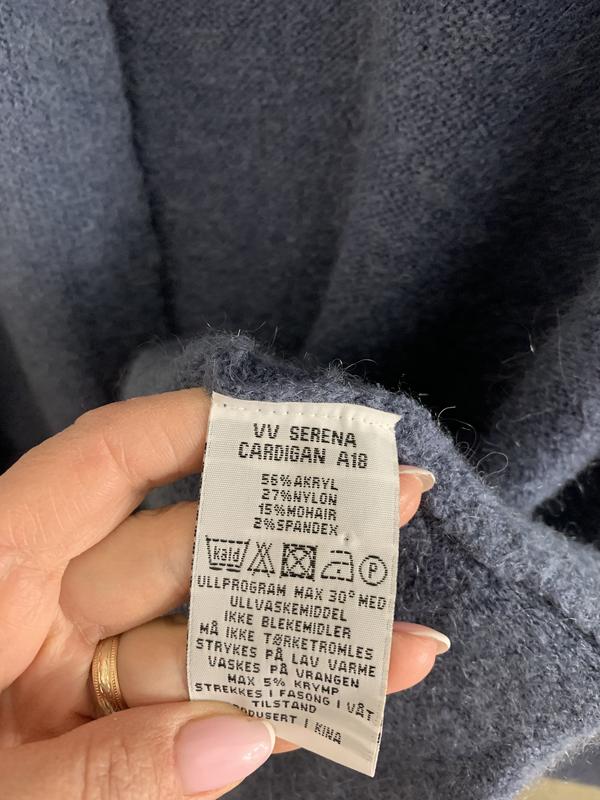 VV SERENA
CARDIGAN A18
56%AKRYL
27%NYLON
15%MOHAIR
2%SPANDEX
kald P
ULLPROGRAM MAX 30° MED
ULLVASKEMIDDEL
IKKE BLEKEMIDLER
MÅ IKKE TØRKETROMLES
STRYKES PÅ LAV VARME
VASKES PÅ VRANGEN
MAX 5% KRYMP
STREKKES I FASONG I VÅT
TILSTAND
I KINA